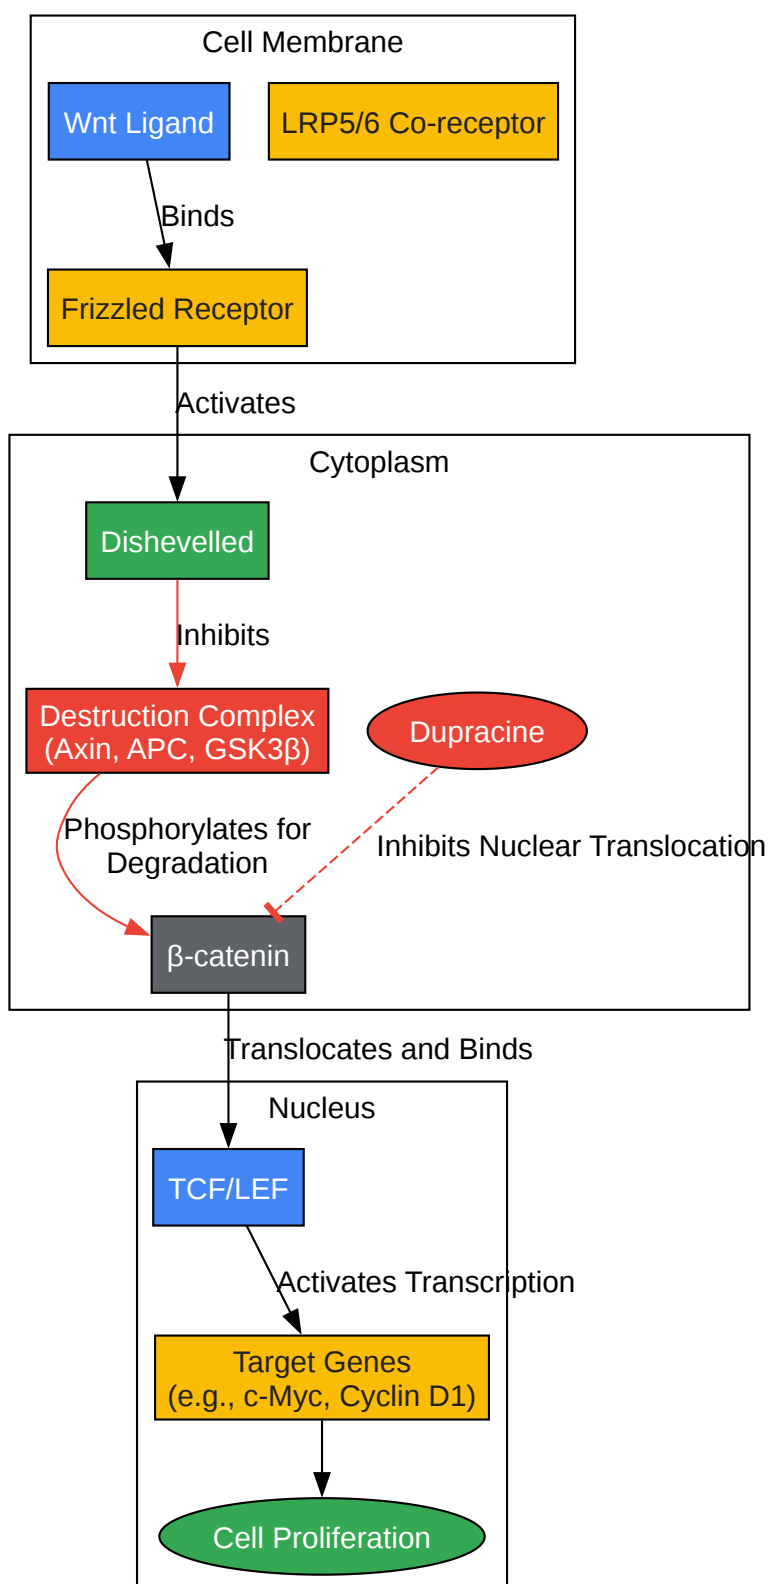 Cell Membrane
Wnt Ligand
LRP5/6 Co-receptor
Binds
Frizzled Receptor
Activates
Cytoplasm
Dishevelled
Inhibits
Destruction Complex
(Axin, APC, GSK3β)
Dupracine
Phosphorylates for
Degradation
Inhibits Nuclear Translocation
β-catenin
Translocates and Binds
Nucleus
TCF/LEF
Activates Transcription
Target Genes
(e.g., c-Myc, Cyclin D1)
Cell Proliferation